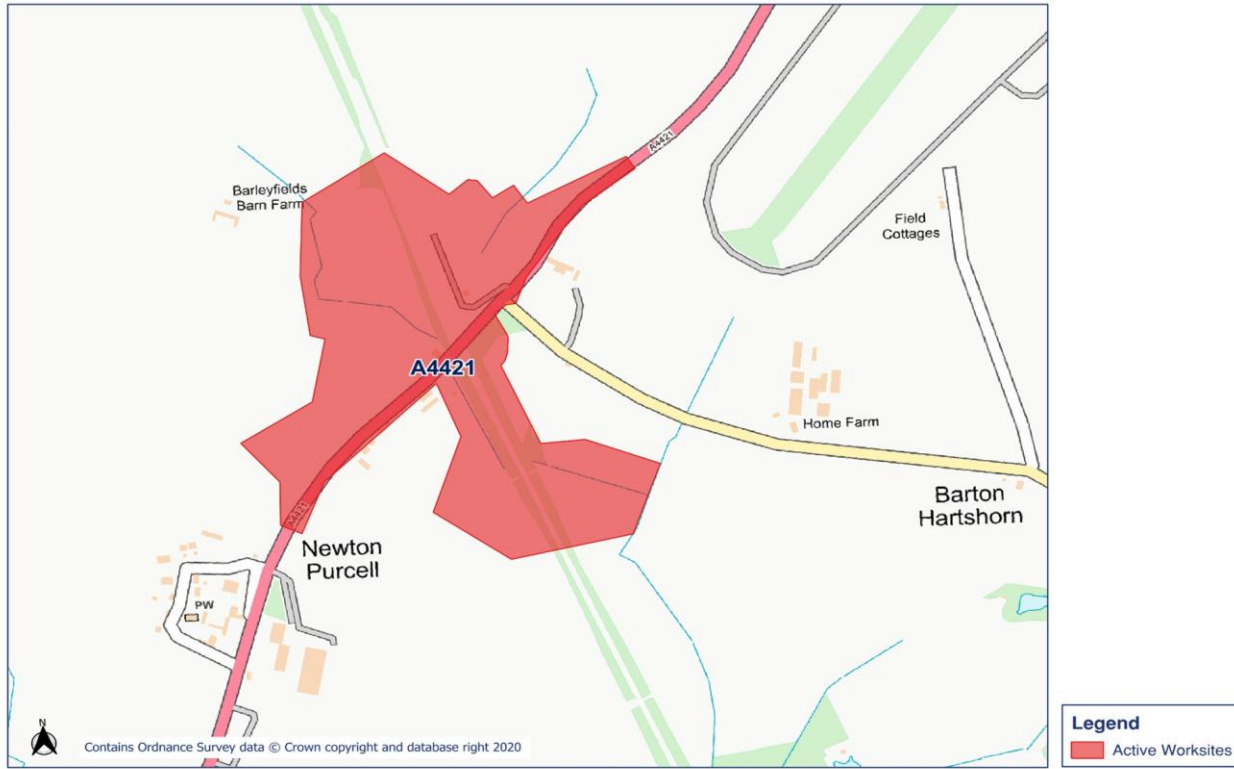 A4421
Barleyfields
Barn Farm
Field
Cottages
A4421
Home Farm
Barton
Hartshorn
A4421
Newton
Purcell
PW
N
Contains Ordnance Survey data © Crown copyright and database right 2020
Legend
Active Worksites